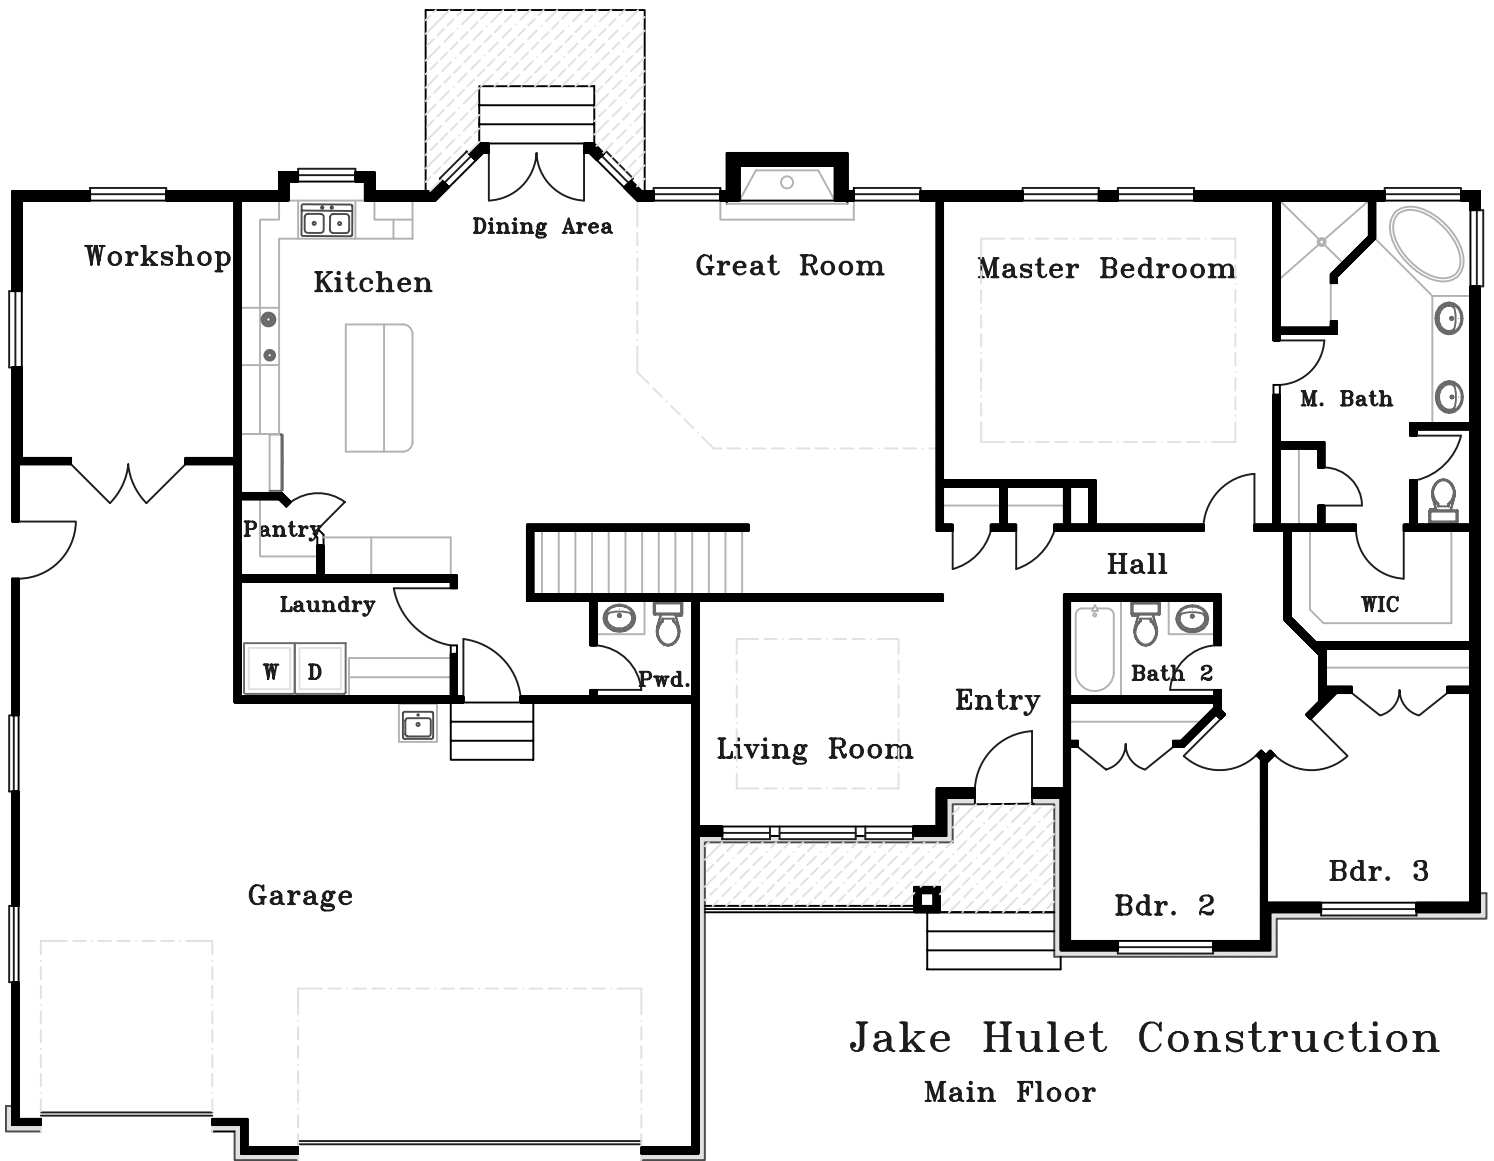 Dining Area
Workshop
Kitchen
Great Room
Master Bedroom
M. Bath
Pantry
Hall
Laundry
WIC
W D
Pwd.
Bath 2
Entry
Living Room
Garage
Bdr. 3
Bdr. 2
Jake Hulet Construction
Main Floor